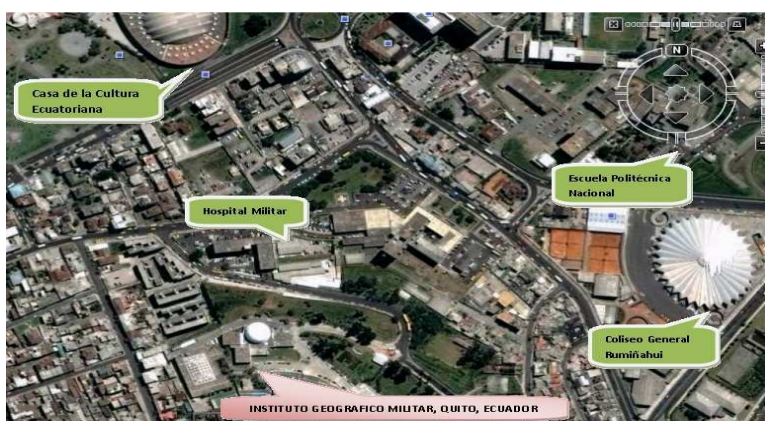 N
Casa de la Cultura
Ecuatoriana
Escuela Politécnica
Nacional
Hospital Militar
Coliseo General
Rumiñahui
INSTITUTO GEOGRAFICO MILITAR, QUITO, ECUADOR